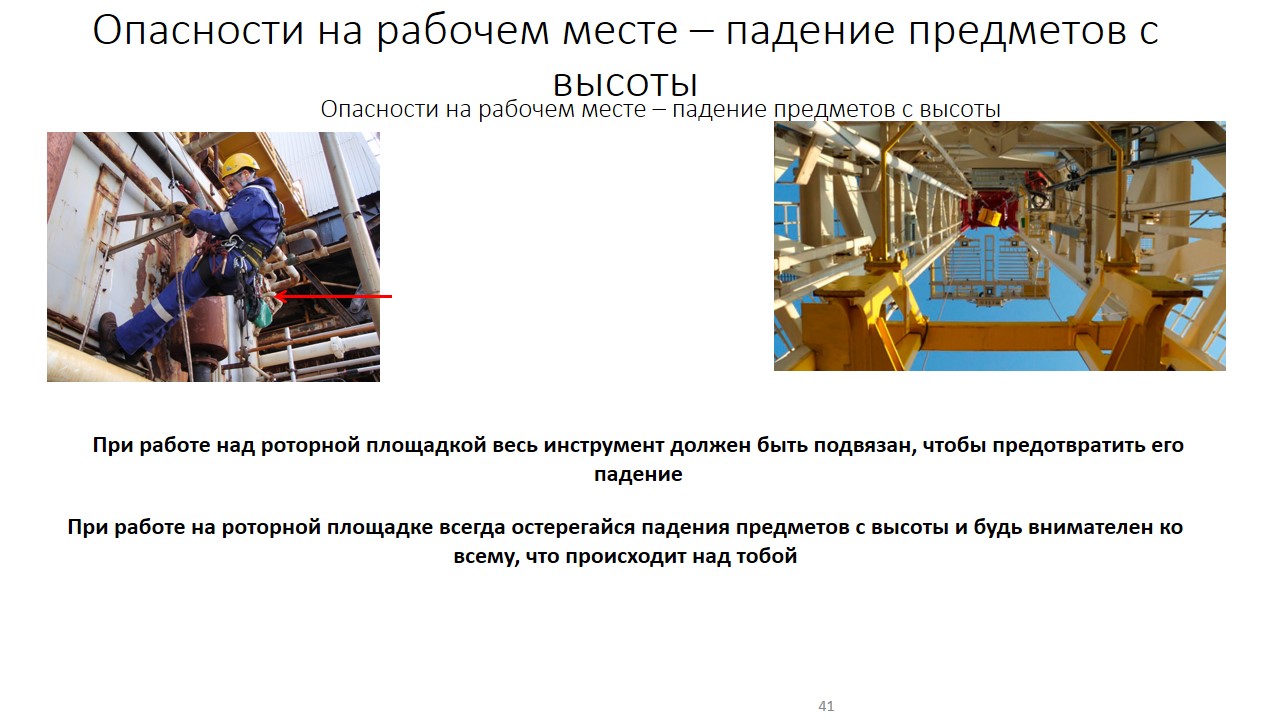 Опасности на рабочем месте – падение предметов с
высоты
Опасности на рабочем месте – падение предметов с высоты
При работе над роторной площадкой весь инструмент должен быть подвязан, чтобы предотвратить его
падение
При работе на роторной площадке всегда остерегайся падения предметов с высоты и будь внимателен ко
всему, что происходит над тобой
41